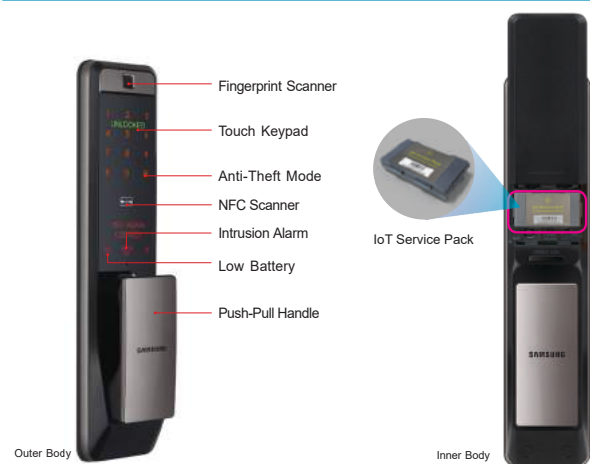 Fingerprint Scanner
UNLOCKED
Touch Keypad
Anti-Theft Mode
NFC Scanner
Intrusion Alarm
Low Battery
IoT Service Pack
Push-Pull Handle
SAMSUNG
SAMSUNG
Outer Body
Inner Body